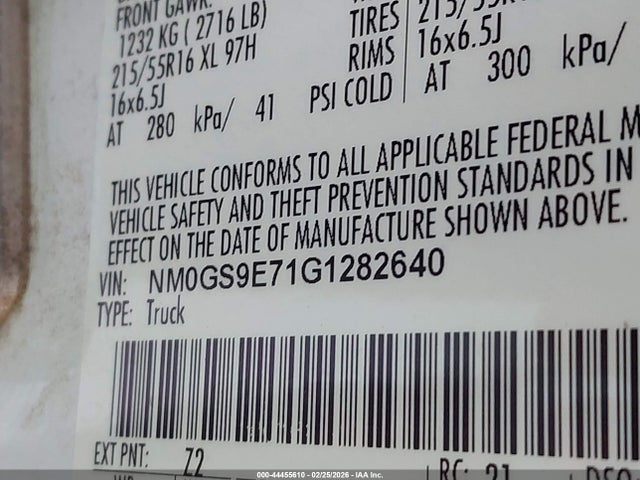 FRONT GAWR:
1232 KG ( 2716 LB)
215/55R16 XL 97H
16x6.5J
AT 280 kPa/ 41 PSI COLD
TIRES
RIMS 16x6.5J
AT 300 kPa/
THIS VEHICLE CONFORMS TO ALL APPLICABLE FEDERAL M
VEHICLE SAFETY AND THEFT PREVENTION STANDARDS IN
EFFECT ON THE DATE OF MANUFACTURE SHOWN ABOVE.
VIN: NM0GS9E71G1282640
TYPE: Truck
EXT PNT: Z2
RC: 21
DSO
000-44455610 - 02/25/2026 - IAA Inc.